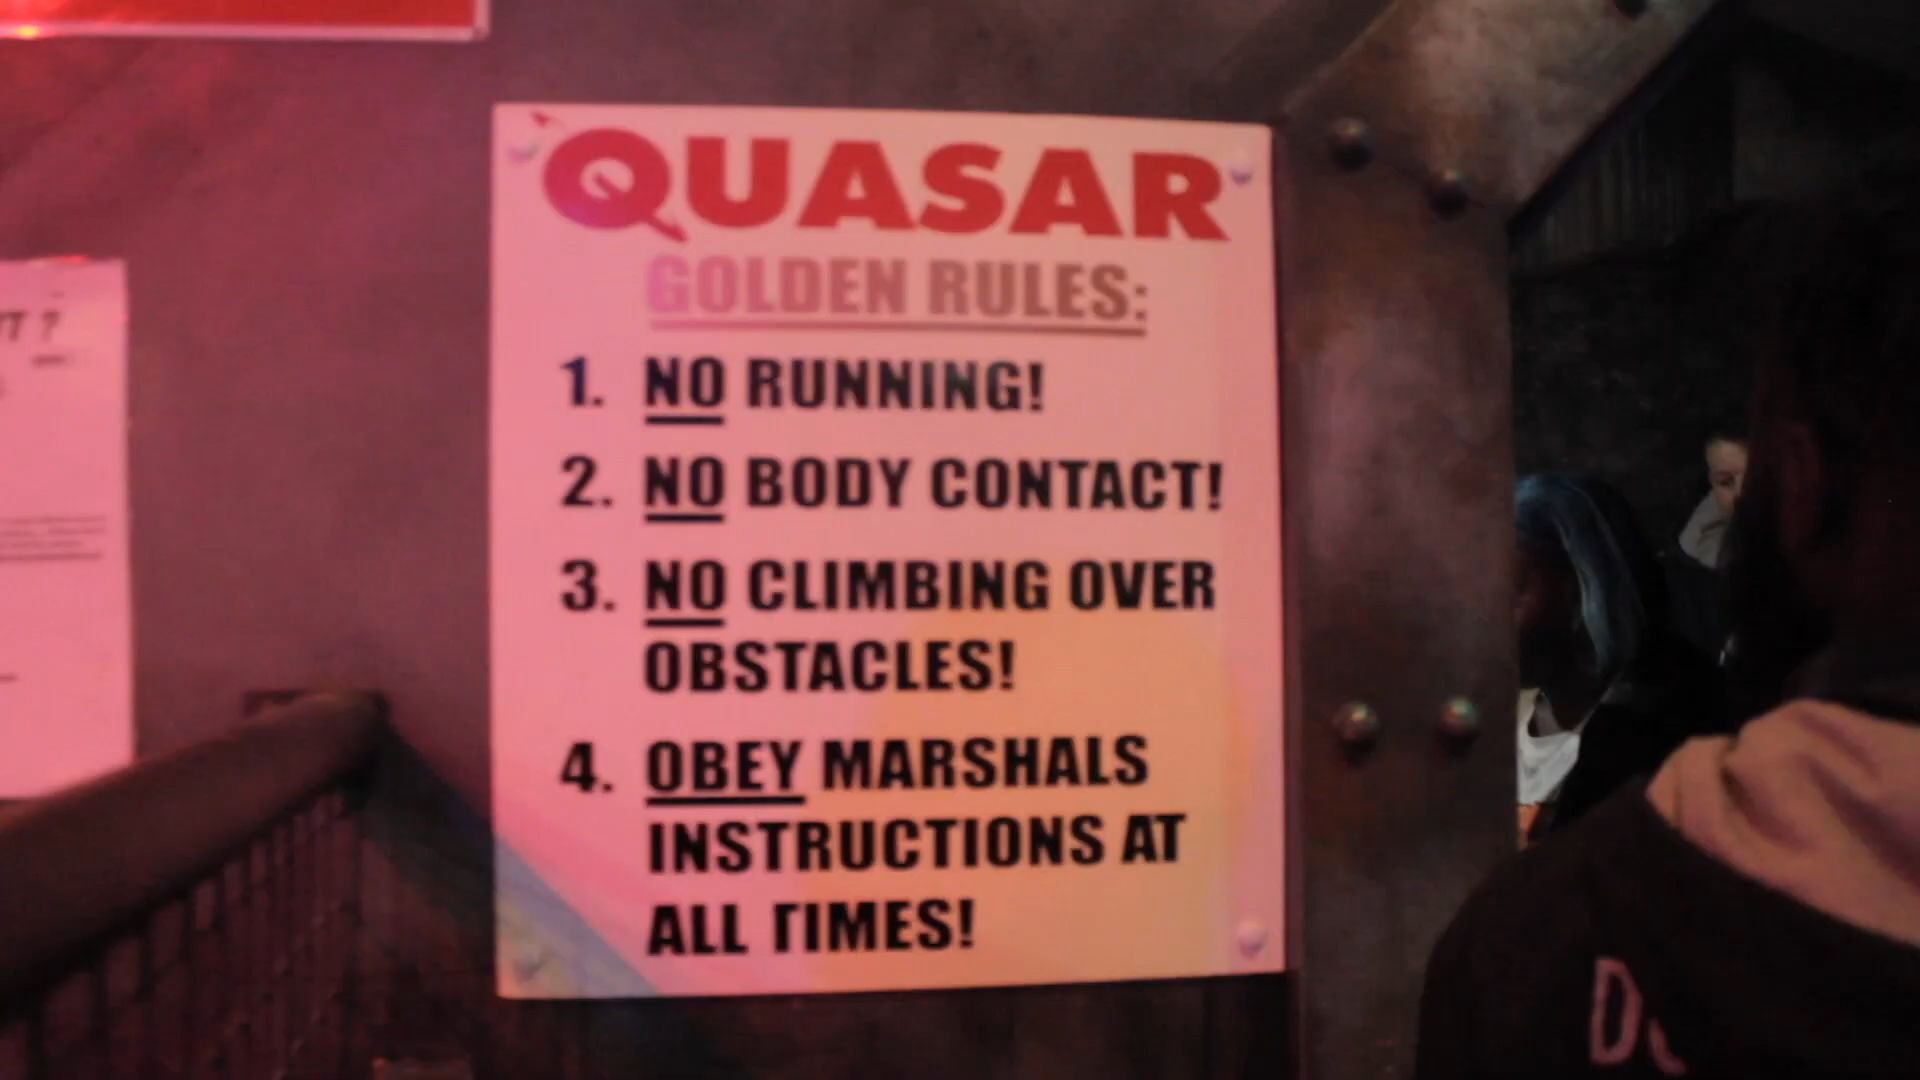 QUASAR
GOLDEN RULES:
1. NO RUNNING!
2. NO BODY CONTACT!
3. NO CLIMBING OVER
OBSTACLES!
4. OBEY MARSHALS
INSTRUCTIONS AT
ALL TIMES!